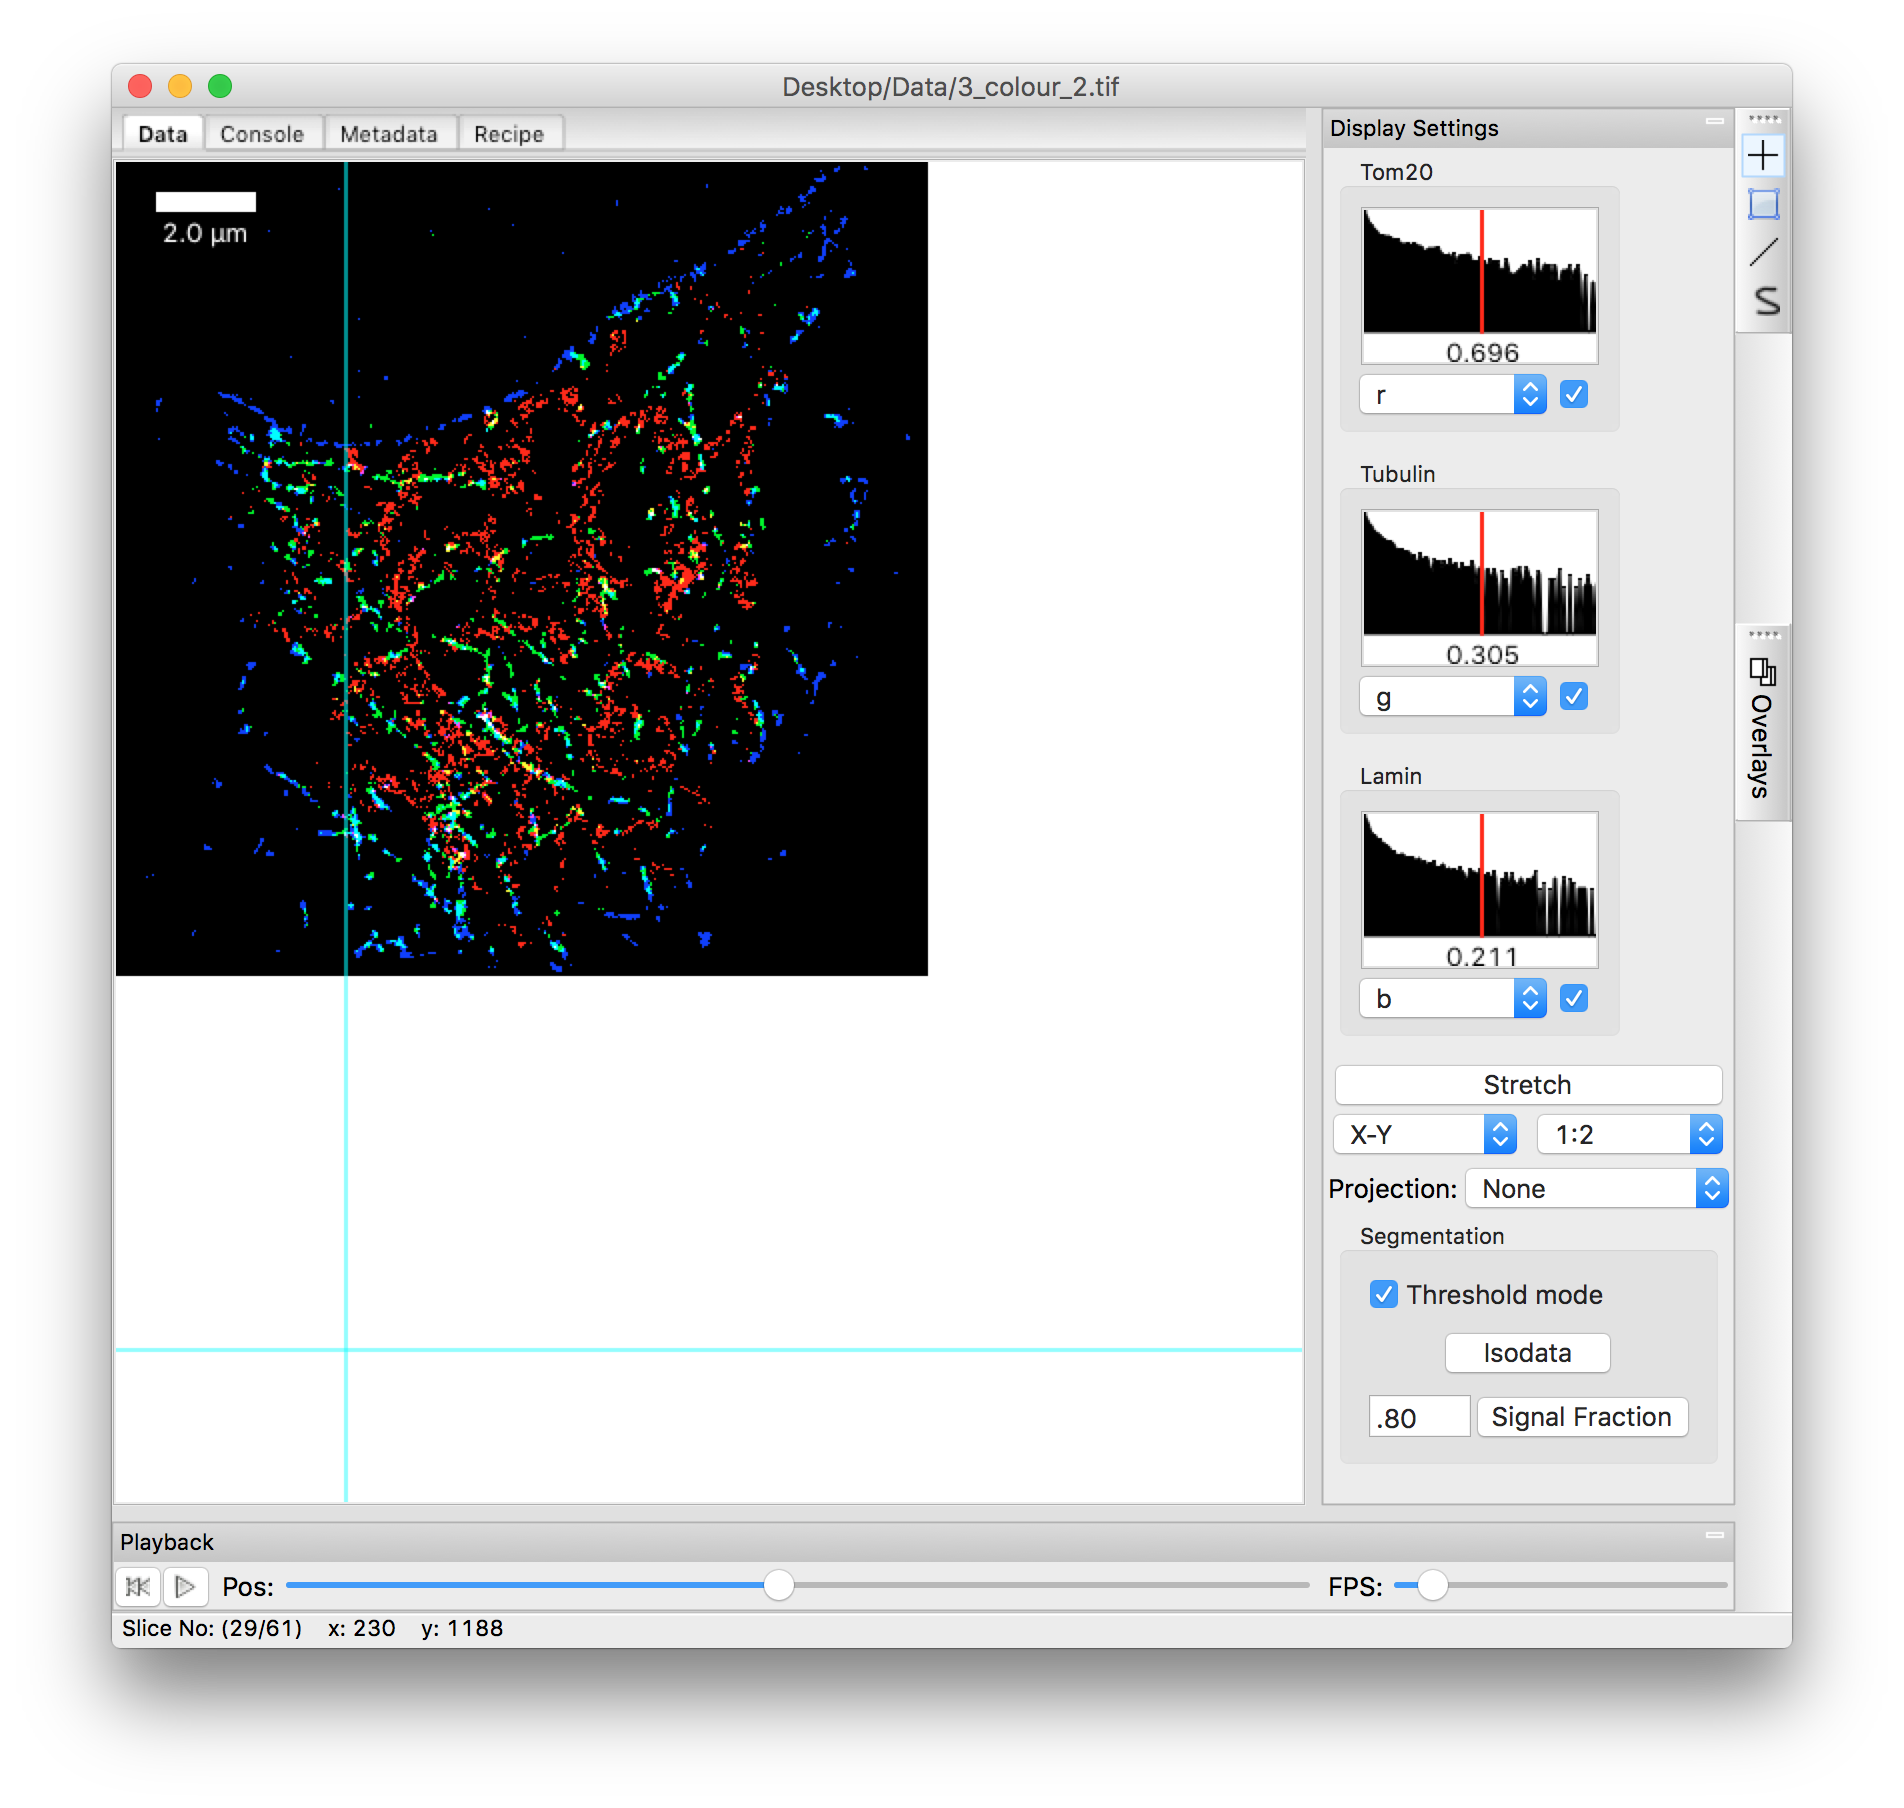 Desktop/Data/3_colour_2.tif
Data Console Metadata Recipe
2.0 µm
Display Settings
Tom20
0.696
r
Tubulin
0.305
g
Lamin
0.211
b
Stretch
X-Y 1:2
Projection: None
Segmentation
Threshold mode
Isodata
.80 Signal Fraction
S
Overlays
Playback
Pos: FPS:
Slice No: (29/61) x: 230 y: 1188